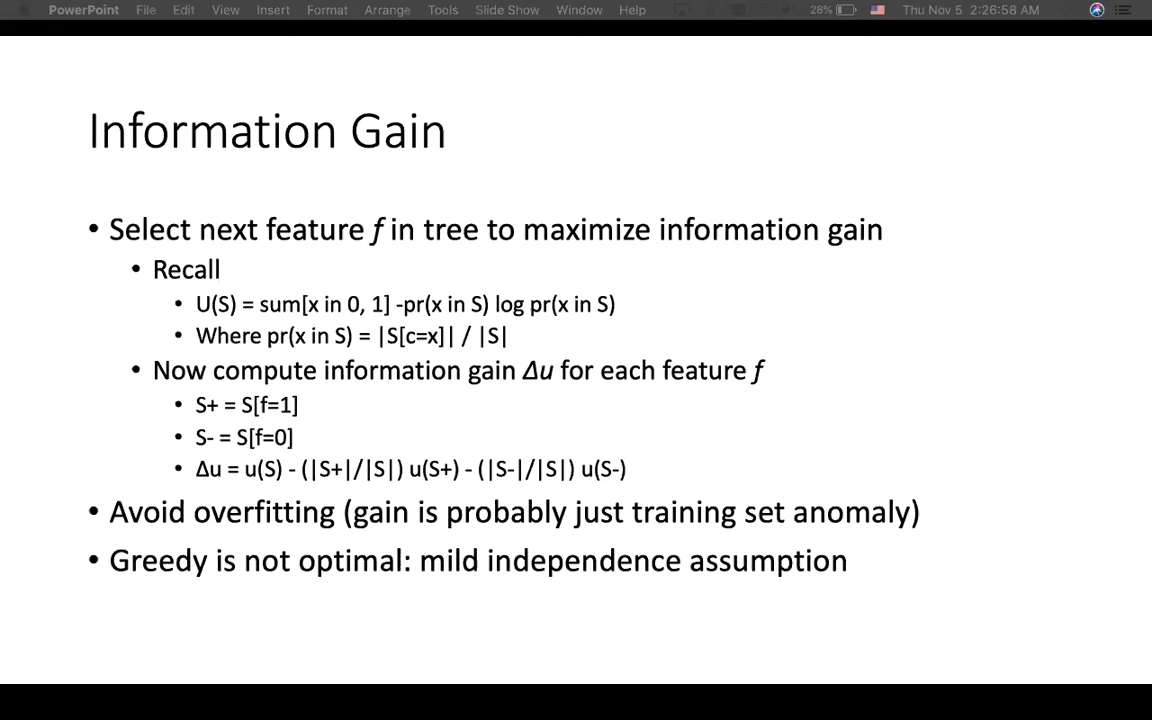 PowerPoint File Edit View Insert Format Arrange Tools Slide Show Window Help 28% Thu Nov 5 2:26:58 AM
Information Gain
• Select next feature f in tree to maximize information gain
• Recall
• U(S) = sum[x in 0, 1] -pr(x in S) log pr(x in S)
• Where pr(x in S) = |S[c=x]| / |S|
• Now compute information gain Δu for each feature f
• S+ = S[f=1]
• S- = S[f=0]
• Δu = u(S) - (|S+|/|S|) u(S+) - (|S-|/|S|) u(S-)
• Avoid overfitting (gain is probably just training set anomaly)
• Greedy is not optimal: mild independence assumption